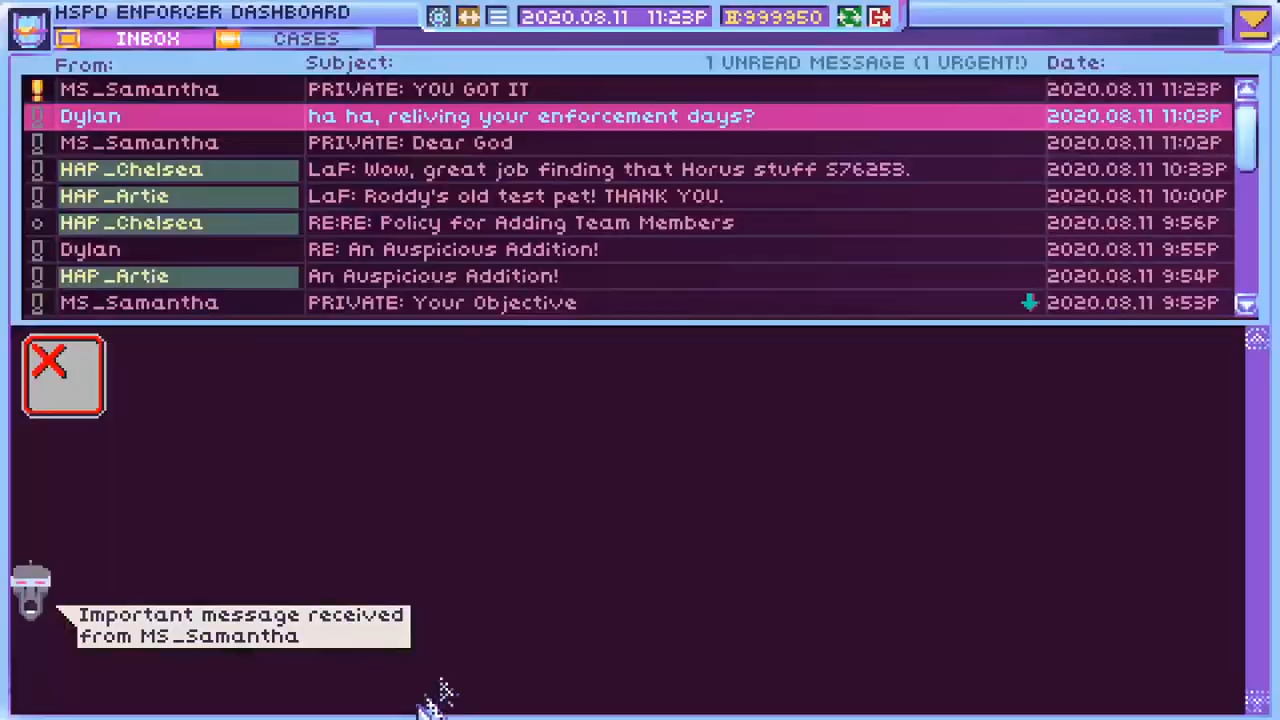 HSPD ENFORCER DASHBOARD
2020.08.11 11:23P
999950
INBOX
CASES
From:
Subject:
1 UNREAD MESSAGE (1 URGENT!)
Date:
MS_Samantha PRIVATE: YOU GOT IT 2020.08.11 11:23P
Dylan ha ha, reliving your enforcement days? 2020.08.11 11:03P
MS_Samantha PRIVATE: Dear God 2020.08.11 11:02P
HAP_Chelsea LaF: Wow, great job finding that Horus stuff S76253. 2020.08.11 10:33P
HAP_Artie LaF: Roddy's old test pet! THANK YOU. 2020.08.11 10:00P
HAP_Chelsea RE:RE: Policy for Adding Team Members 2020.08.11 9:56P
Dylan RE: An Auspicious Addition! 2020.08.11 9:55P
HAP_Artie An Auspicious Addition! 2020.08.11 9:54P
MS_Samantha PRIVATE: Your Objective 2020.08.11 9:53P
Important message received
from MS_Samantha